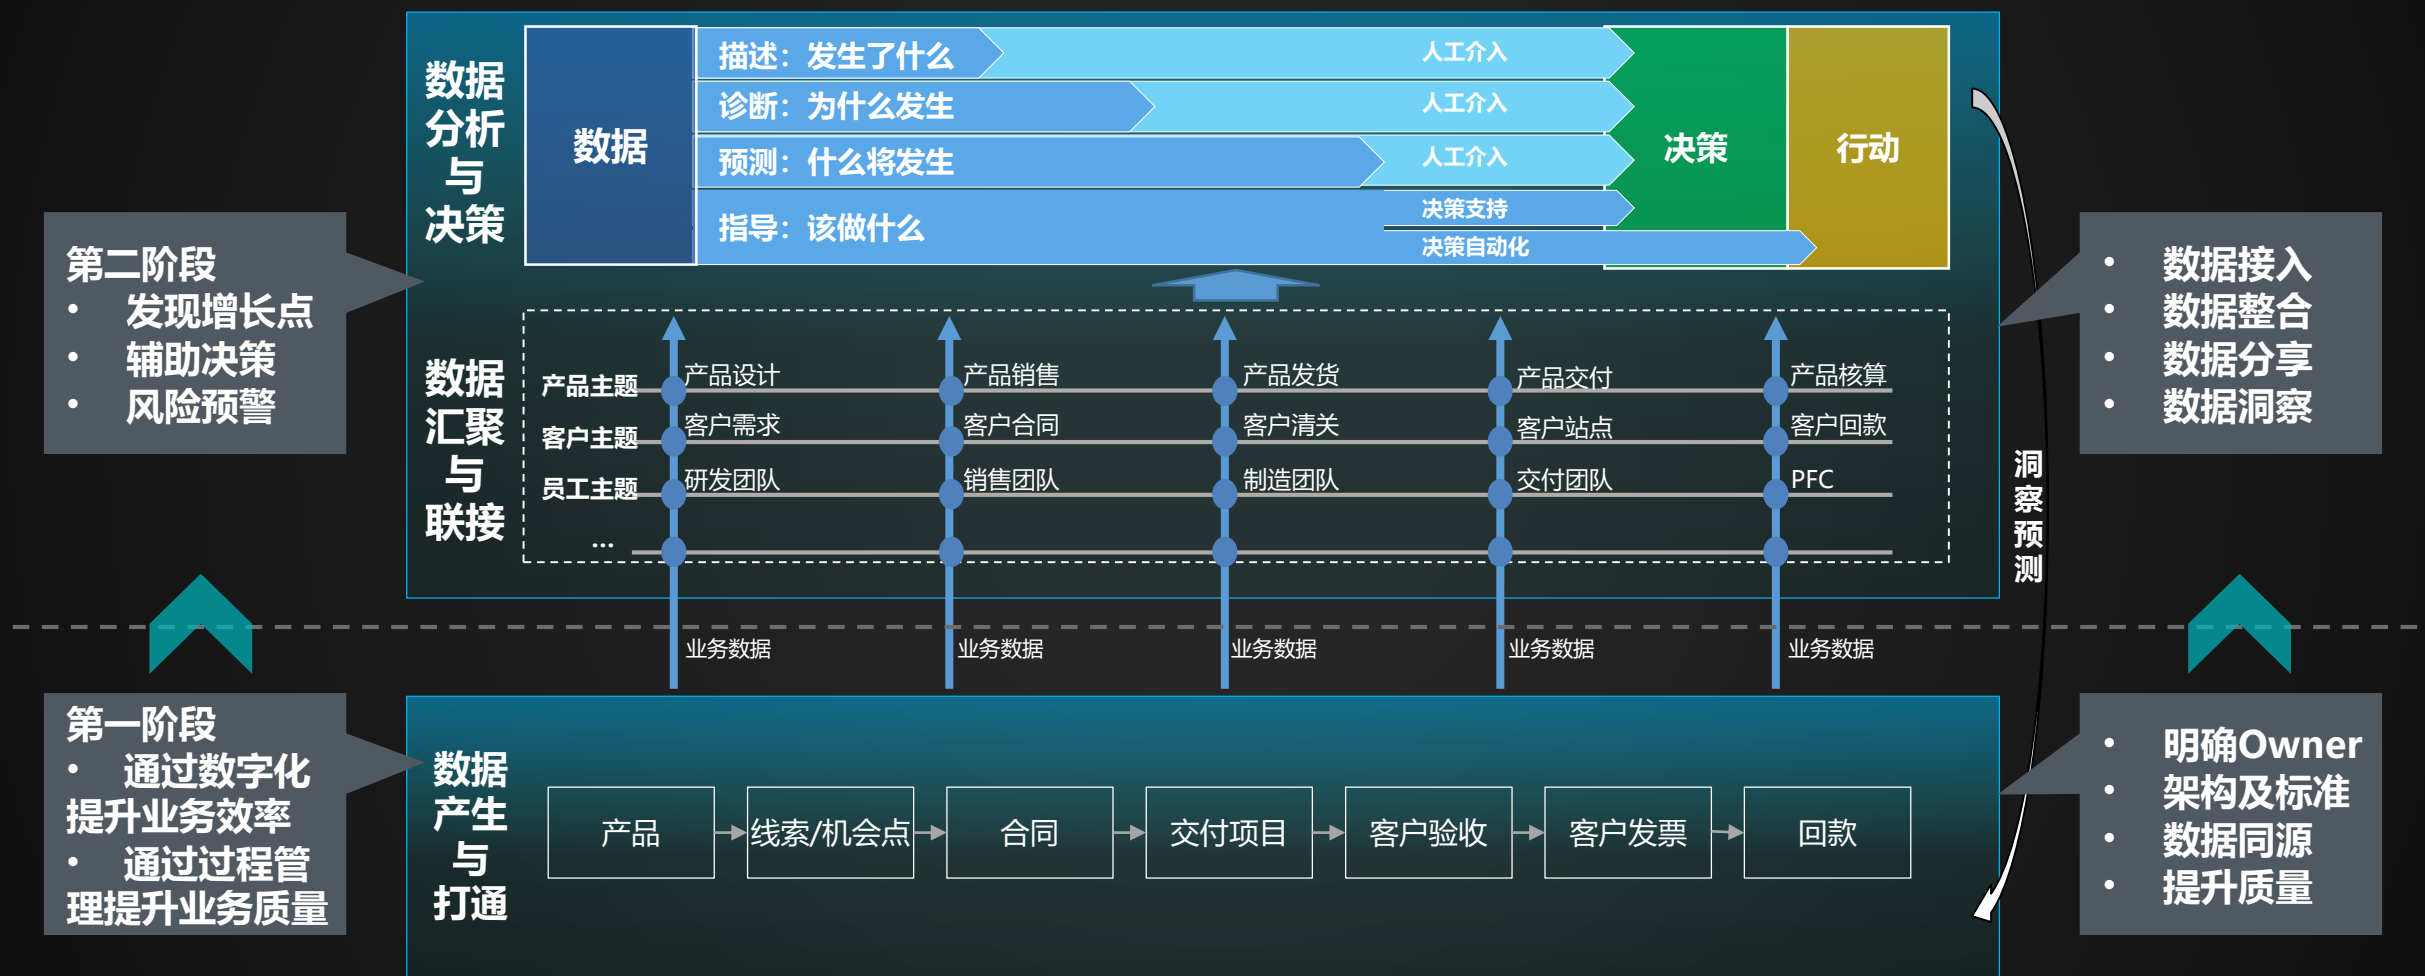 数据
分析
与
决策
数据
描述：发生了什么
人工介入
诊断：为什么发生
人工介入
预测：什么将发生
人工介入
指导：该做什么
决策支持
决策自动化
决策
行动
第二阶段
• 发现增长点
• 辅助决策
• 风险预警
• 数据接入
• 数据整合
• 数据分享
• 数据洞察
数据
汇聚
与
联接
产品主题
产品设计
产品销售
产品发货
产品交付
产品核算
客户主题
客户需求
客户合同
客户清关
客户站点
客户回款
员工主题
研发团队
销售团队
制造团队
交付团队
PFC
...
洞
察
预
测
业务数据
业务数据
业务数据
业务数据
业务数据
第一阶段
• 通过数字化
提升业务效率
• 通过过程管
理提升业务质量
数据
产生
与
打通
产品
线索/机会点
合同
交付项目
客户验收
客户发票
回款
• 明确Owner
• 架构及标准
• 数据同源
• 提升质量